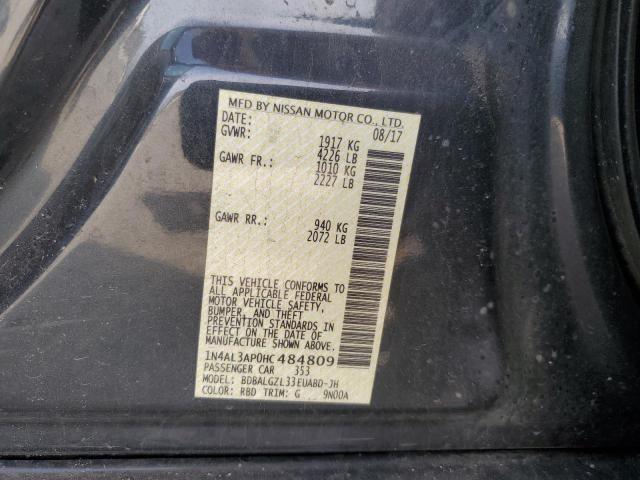 MFD BY NISSAN MOTOR CO., LTD.
DATE: 08/17
GVWR: 1917 KG
4226 LB
GAWR FR.: 1010 KG
2227 LB
GAWR RR.: 940 KG
2072 LB
THIS VEHICLE CONFORMS TO
ALL APPLICABLE FEDERAL
MOTOR VEHICLE SAFETY,
BUMPER, AND THEFT
PREVENTION STANDARDS IN
EFFECT ON THE DATE OF
MANUFACTURE SHOWN ABOVE.
1N4AL3AP0HC484809
PASSENGER CAR 353
MODEL: BDBALGZL33EUABD-JH
COLOR: RBD TRIM: G 9N00A